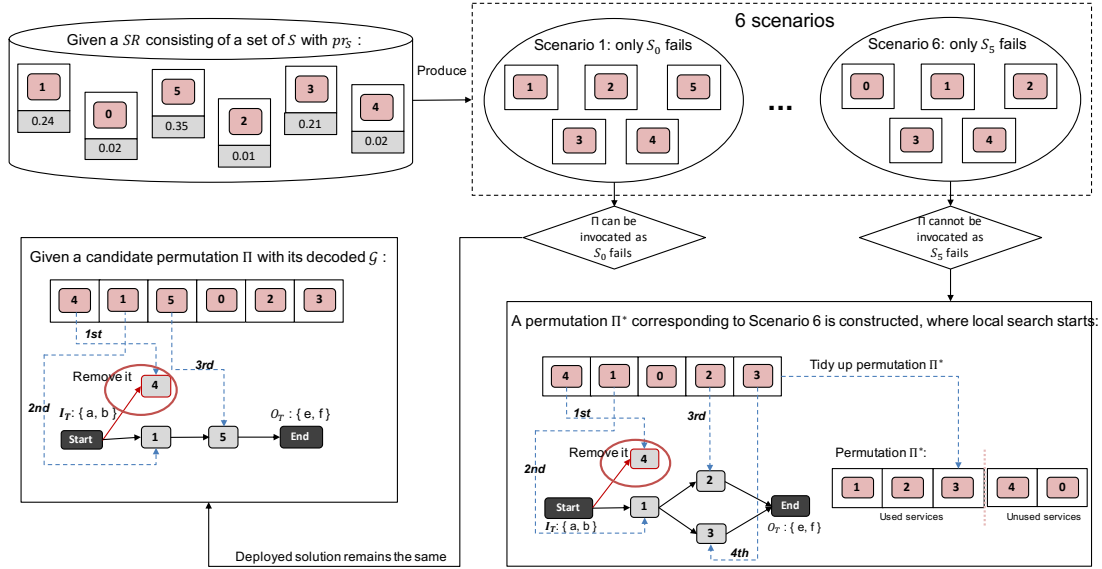 Given a SR consisting of a set of S with prₛ :
1
0.24
0
0.02
5
0.35
2
0.01
3
0.21
4
0.02
Produce
6 scenarios
Scenario 1: only S₀ fails
1
2
5
3
4
...
Scenario 6: only S₅ fails
0
1
2
3
4
Π can be
invocated as
S₀ fails
Π cannot be
invocated as
S₅ fails
Given a candidate permutation Π with its decoded 𝒢 :
4
1
5
0
2
3
1st
Remove it
3rd
4
2nd
I_T: { a, b }
O_T : { e, f}
Start
1
5
End
Deployed solution remains the same
A permutation Π* corresponding to Scenario 6 is constructed, where local search starts:
4
1
0
2
3
Tidy up permutation Π*
1st
3rd
2nd
Remove it
4
2
Start
1
End
I_T: { a, b }
O_T : { e, f}
3
4th
Permutation Π*:
1
2
3
4
0
Used services
Unused services